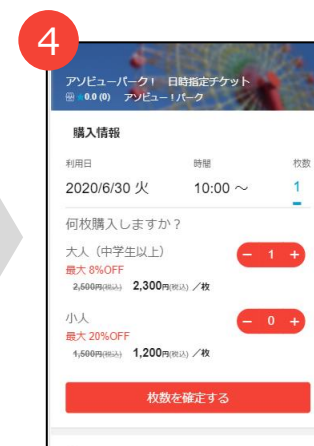 4
アソビューパーク！ 日時指定チケット
0.0 (0) アソビュー！パーク
購入情報
利用日 時間 枚数
2020/6/30 火 10:00 ～ 1
何枚購入しますか？
大人（中学生以上） − 1 +
最大 8%OFF
2,500円(税込) 2,300円(税込) ／枚
小人 − 0 +
最大 20%OFF
1,500円(税込) 1,200円(税込) ／枚
枚数を確定する